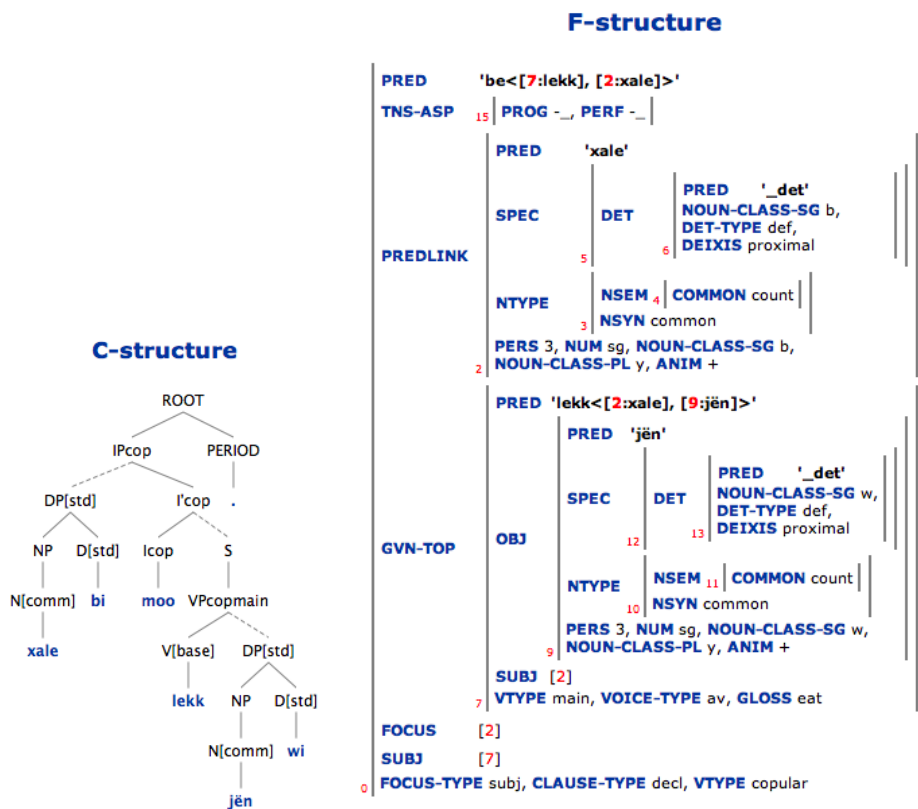 F-structure
PRED 'be<[7:lekk], [2:xale]>'
TNS-ASP 15 PROG -_, PERF -_
PRED 'xale'
PRED '_det'
NOUN-CLASS-SG b,
SPEC DET DET-TYPE def,
6 DEIXIS proximal
5
PREDLINK
NTYPE NSEM 4 COMMON count
3 NSYN common
PERS 3, NUM sg, NOUN-CLASS-SG b,
2 NOUN-CLASS-PL y, ANIM +
PRED 'lekk<[2:xale], [9:jën]>'
PRED 'jën'
PRED '_det'
SPEC DET NOUN-CLASS-SG w,
DET-TYPE def,
13 DEIXIS proximal
12
GVN-TOP OBJ
NTYPE NSEM 11 COMMON count
10 NSYN common
PERS 3, NUM sg, NOUN-CLASS-SG w,
9 NOUN-CLASS-PL y, ANIM +
SUBJ [2]
7 VTYPE main, VOICE-TYPE av, GLOSS eat
FOCUS [2]
SUBJ [7]
0 FOCUS-TYPE subj, CLAUSE-TYPE decl, VTYPE copular
C-structure
ROOT
IPcop PERIOD
DP[std] I'cop .
NP D[std] Icop S
N[comm] bi moo VPcopmain
xale V[base] DP[std]
lekk NP D[std]
N[comm] wi
jën